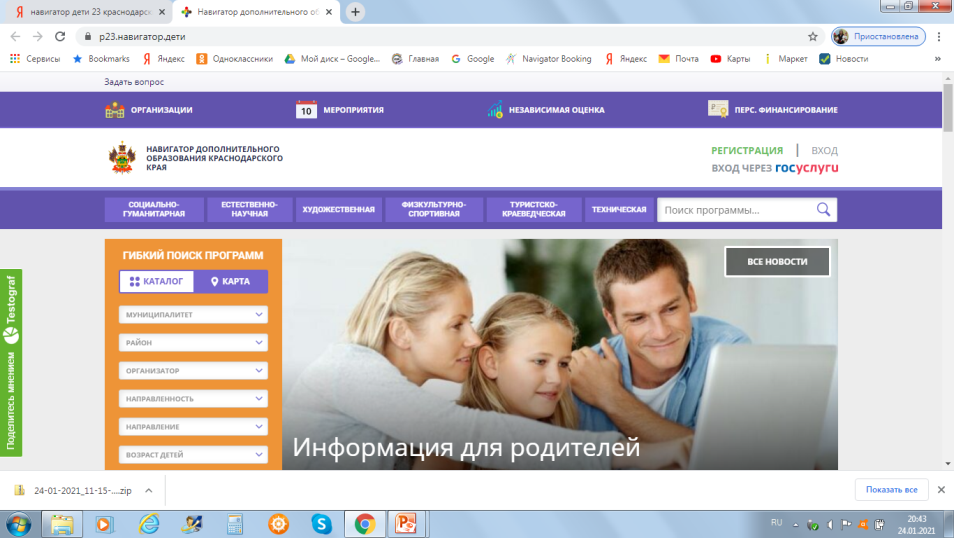 навигатор дети 23 краснодарск
Навигатор дополнительного об
р23.навигатор.дети
Приостановлена
Сервисы
Bookmarks
Яндекс
Одноклассники
Мой диск – Google...
Главная
Google
Navigator Booking
Яндекс
Почта
Карты
Маркет
Новости
»
Задать вопрос
ОРГАНИЗАЦИИ
10 МЕРОПРИЯТИЯ
НЕЗАВИСИМАЯ ОЦЕНКА
ПЕРС. ФИНАНСИРОВАНИЕ
НАВИГАТОР ДОПОЛНИТЕЛЬНОГО
ОБРАЗОВАНИЯ КРАСНОДАРСКОГО
КРАЯ
РЕГИСТРАЦИЯ | ВХОД
ВХОД ЧЕРЕЗ госуслуги
СОЦИАЛЬНО-
ГУМАНИТАРНАЯ
ЕСТЕСТВЕННО-
НАУЧНАЯ
ХУДОЖЕСТВЕННАЯ
ФИЗКУЛЬТУРНО-
СПОРТИВНАЯ
ТУРИСТСКО-
КРАЕВЕДЧЕСКАЯ
ТЕХНИЧЕСКАЯ
Поиск программы...
ГИБКИЙ ПОИСК ПРОГРАММ
КАТАЛОГ
КАРТА
МУНИЦИПАЛИТЕТ
РАЙОН
ОРГАНИЗАТОР
НАПРАВЛЕННОСТЬ
НАПРАВЛЕНИЕ
ВОЗРАСТ ДЕТЕЙ
ВСЕ НОВОСТИ
Информация для родителей
Поделитесь мнением Testograf
24-01-2021_11-15-....zip
Показать все
RU
20:43
24.01.2021